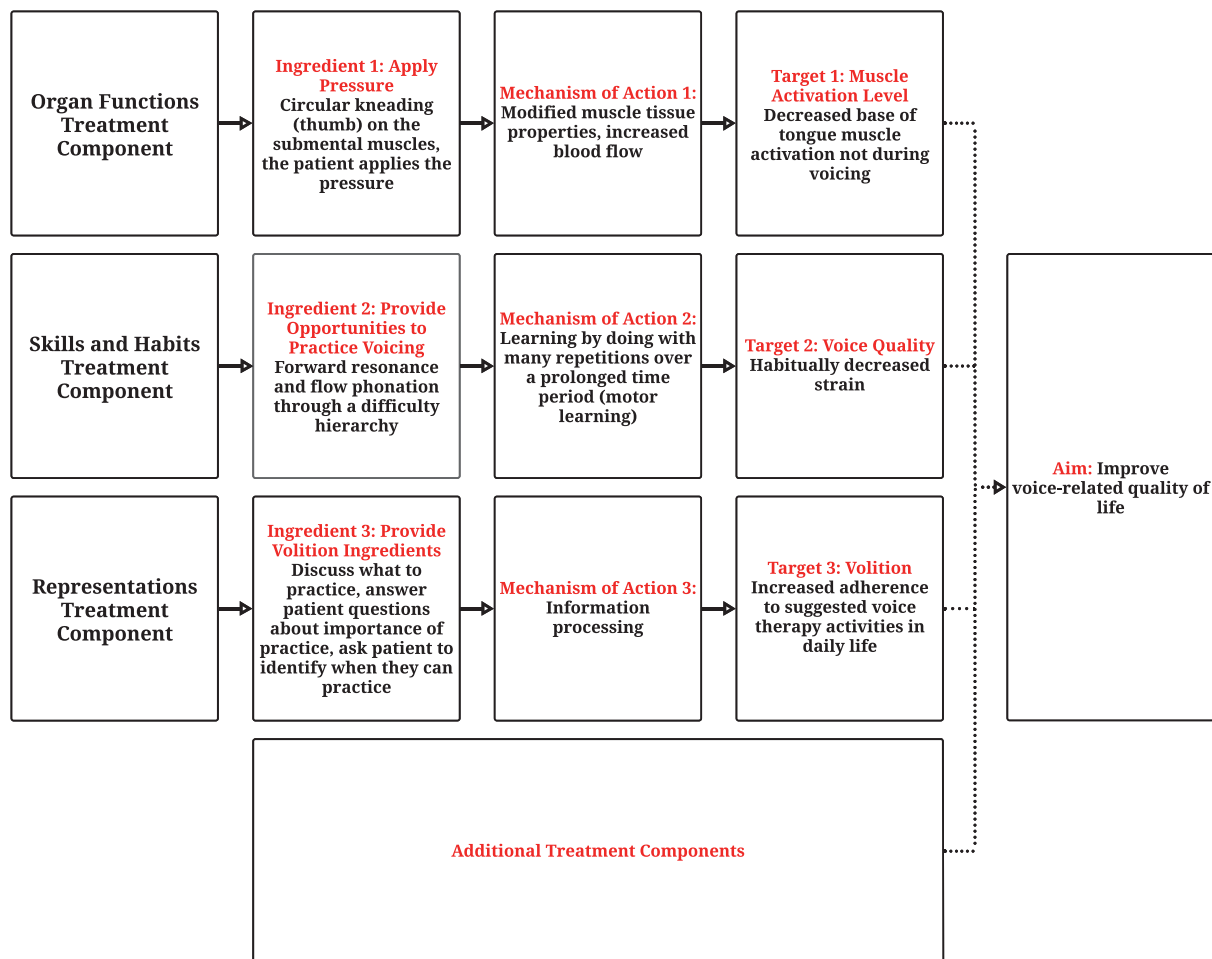 Organ Functions
Treatment
Component
Ingredient 1: Apply
Pressure
Circular kneading
(thumb) on the
submental muscles,
the patient applies the
pressure
Mechanism of Action 1:
Modified muscle tissue
properties, increased
blood flow
Target 1: Muscle
Activation Level
Decreased base of
tongue muscle
activation not during
voicing
Skills and Habits
Treatment
Component
Ingredient 2: Provide
Opportunities to
Practice Voicing
Forward resonance
and flow phonation
through a difficulty
hierarchy
Mechanism of Action 2:
Learning by doing with
many repetitions over
a prolonged time
period (motor
learning)
Target 2: Voice Quality
Habitually decreased
strain
Representations
Treatment
Component
Ingredient 3: Provide
Volition Ingredients
Discuss what to
practice, answer
patient questions
about importance of
practice, ask patient to
identify when they can
practice
Mechanism of Action 3:
Information
processing
Target 3: Volition
Increased adherence
to suggested voice
therapy activities in
daily life
Aim: Improve
voice-related quality of
life
Additional Treatment Components